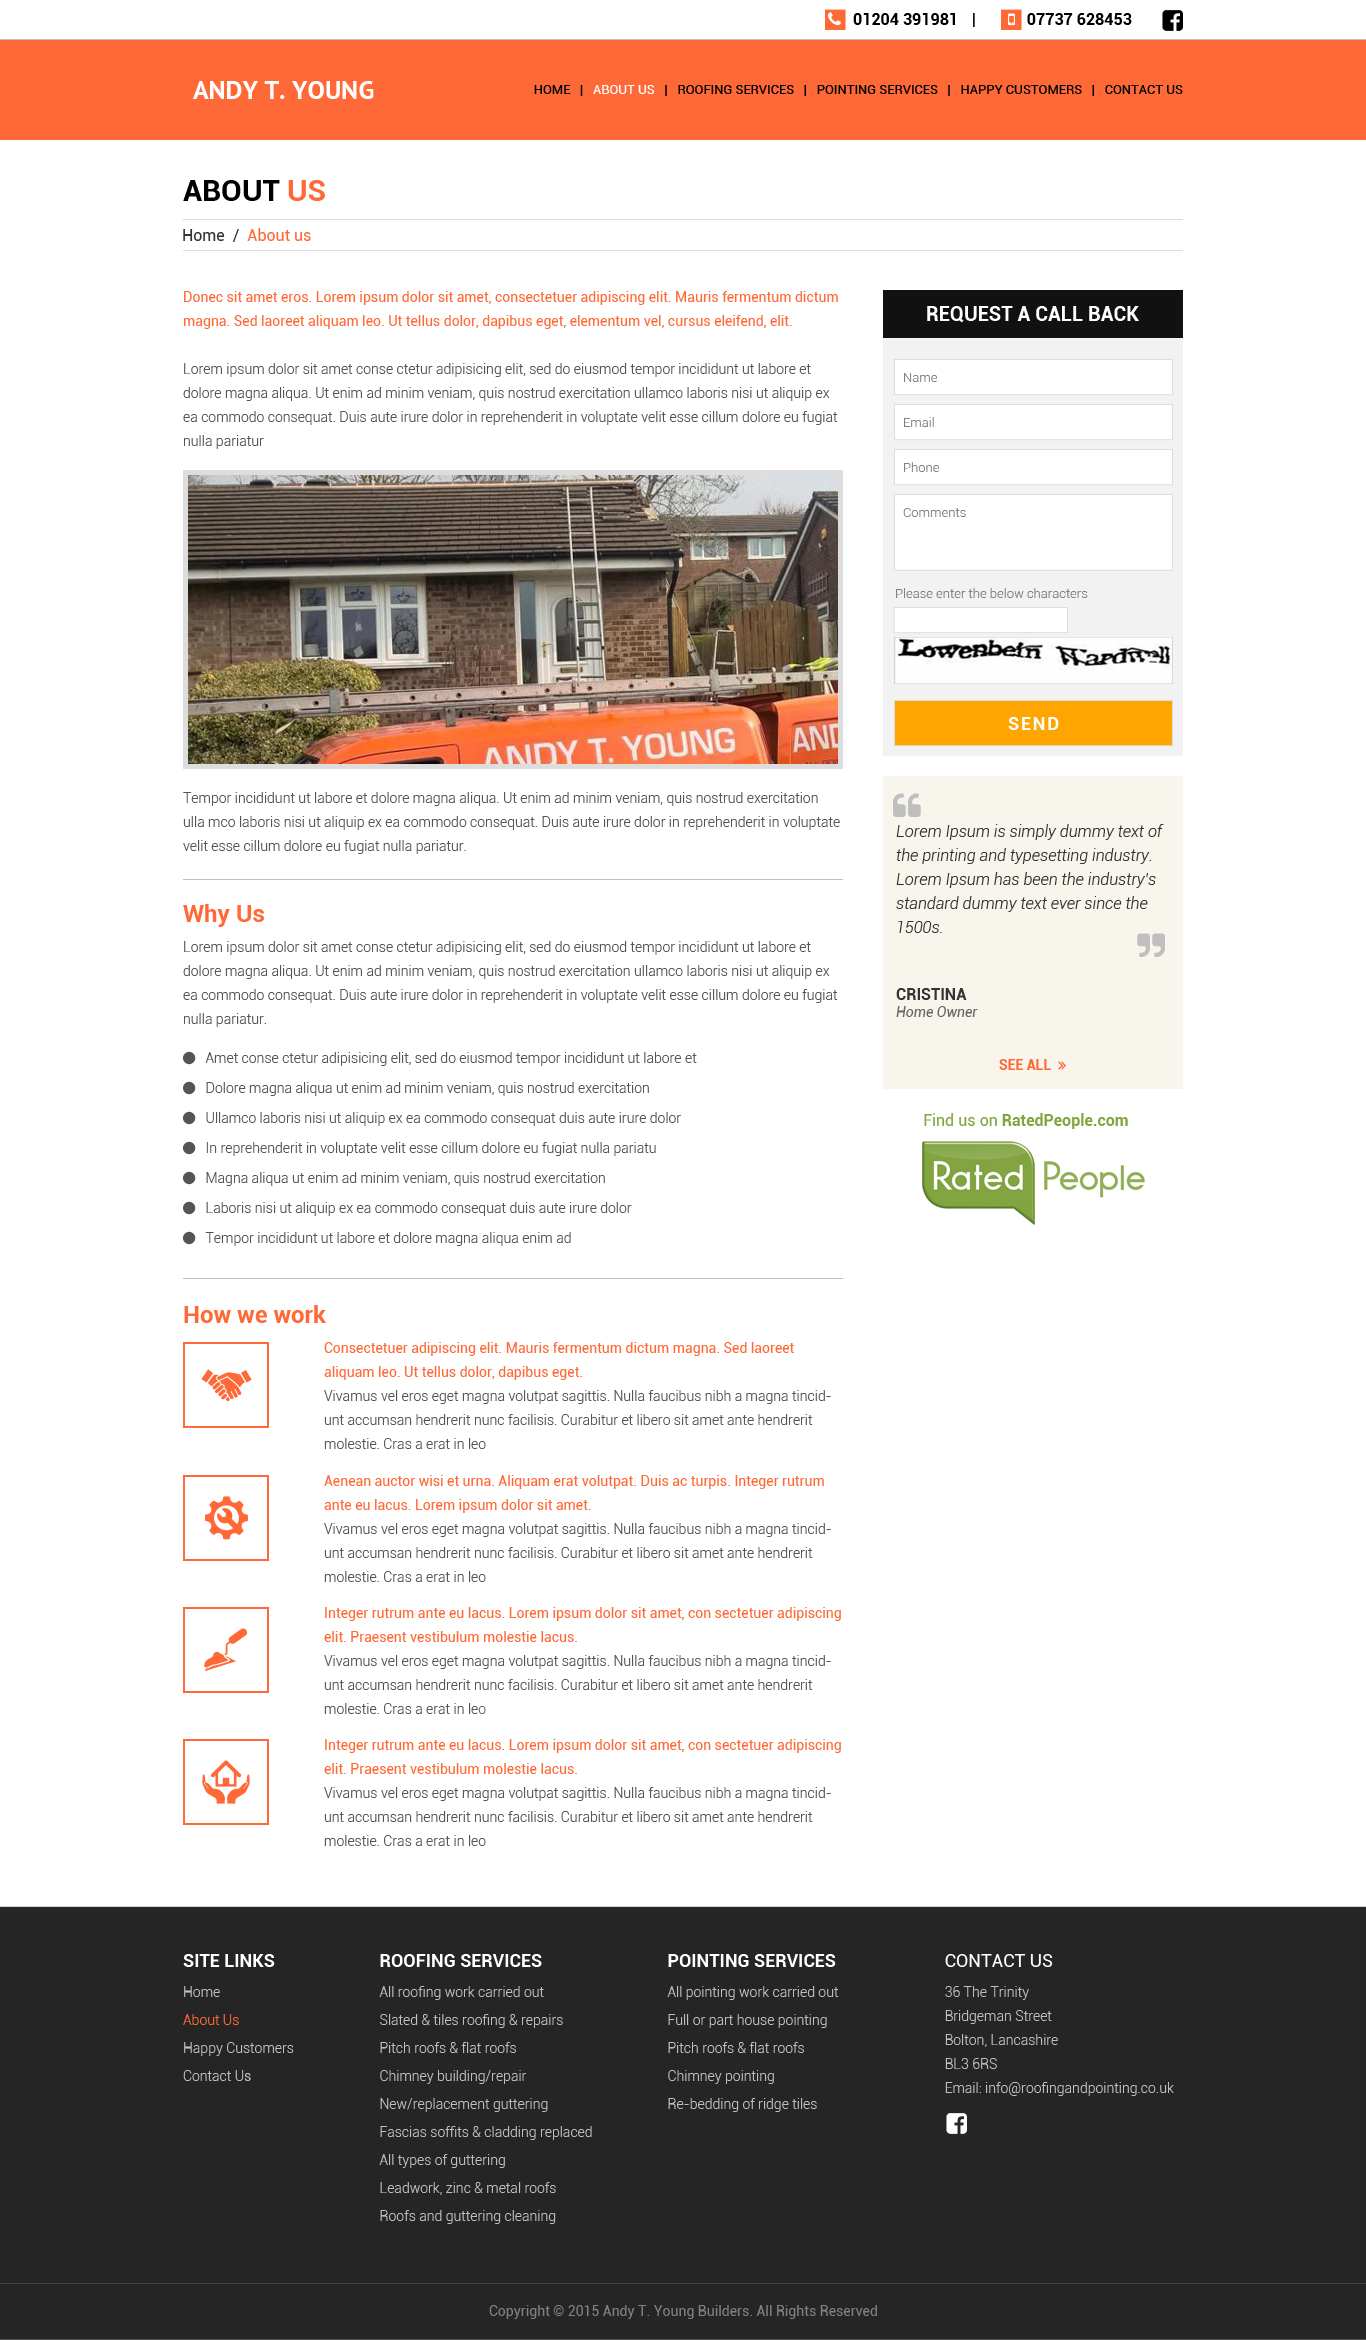 01204 391981 | 07737 628453
ANDY T. YOUNG
HOME | ABOUT US | ROOFING SERVICES | POINTING SERVICES | HAPPY CUSTOMERS | CONTACT US
ABOUT US
Home / About us
Donec sit amet eros. Lorem ipsum dolor sit amet, consectetuer adipiscing elit. Mauris fermentum dictum
magna. Sed laoreet aliquam leo. Ut tellus dolor, dapibus eget, elementum vel, cursus eleifend, elit.
Lorem ipsum dolor sit amet conse ctetur adipisicing elit, sed do eiusmod tempor incididunt ut labore et
dolore magna aliqua. Ut enim ad minim veniam, quis nostrud exercitation ullamco laboris nisi ut aliquip ex
ea commodo consequat. Duis aute irure dolor in reprehenderit in voluptate velit esse cillum dolore eu fugiat
nulla pariatur
ANDY T. YOUNG
AND
Tempor incididunt ut labore et dolore magna aliqua. Ut enim ad minim veniam, quis nostrud exercitation
ulla mco laboris nisi ut aliquip ex ea commodo consequat. Duis aute irure dolor in reprehenderit in voluptate
velit esse cillum dolore eu fugiat nulla pariatur.
Why Us
Lorem ipsum dolor sit amet conse ctetur adipisicing elit, sed do eiusmod tempor incididunt ut labore et
dolore magna aliqua. Ut enim ad minim veniam, quis nostrud exercitation ullamco laboris nisi ut aliquip ex
ea commodo consequat. Duis aute irure dolor in reprehenderit in voluptate velit esse cillum dolore eu fugiat
nulla pariatur.
Amet conse ctetur adipisicing elit, sed do eiusmod tempor incididunt ut labore et
Dolore magna aliqua ut enim ad minim veniam, quis nostrud exercitation
Ullamco laboris nisi ut aliquip ex ea commodo consequat duis aute irure dolor
In reprehenderit in voluptate velit esse cillum dolore eu fugiat nulla pariatu
Magna aliqua ut enim ad minim veniam, quis nostrud exercitation
Laboris nisi ut aliquip ex ea commodo consequat duis aute irure dolor
Tempor incididunt ut labore et dolore magna aliqua enim ad
How we work
Consectetuer adipiscing elit. Mauris fermentum dictum magna. Sed laoreet
aliquam leo. Ut tellus dolor, dapibus eget.
Vivamus vel eros eget magna volutpat sagittis. Nulla faucibus nibh a magna tincid-
unt accumsan hendrerit nunc facilisis. Curabitur et libero sit amet ante hendrerit
molestie. Cras a erat in leo
Aenean auctor wisi et urna. Aliquam erat volutpat. Duis ac turpis. Integer rutrum
ante eu lacus. Lorem ipsum dolor sit amet.
Vivamus vel eros eget magna volutpat sagittis. Nulla faucibus nibh a magna tincid-
unt accumsan hendrerit nunc facilisis. Curabitur et libero sit amet ante hendrerit
molestie. Cras a erat in leo
Integer rutrum ante eu lacus. Lorem ipsum dolor sit amet, con sectetuer adipiscing
elit. Praesent vestibulum molestie lacus.
Vivamus vel eros eget magna volutpat sagittis. Nulla faucibus nibh a magna tincid-
unt accumsan hendrerit nunc facilisis. Curabitur et libero sit amet ante hendrerit
molestie. Cras a erat in leo
Integer rutrum ante eu lacus. Lorem ipsum dolor sit amet, con sectetuer adipiscing
elit. Praesent vestibulum molestie lacus.
Vivamus vel eros eget magna volutpat sagittis. Nulla faucibus nibh a magna tincid-
unt accumsan hendrerit nunc facilisis. Curabitur et libero sit amet ante hendrerit
molestie. Cras a erat in leo
REQUEST A CALL BACK
Name
Email
Phone
Comments
Please enter the below characters
Lowenbein Wardwell
SEND
Lorem Ipsum is simply dummy text of
the printing and typesetting industry.
Lorem Ipsum has been the industry's
standard dummy text ever since the
1500s.
CRISTINA
Home Owner
SEE ALL »
Find us on RatedPeople.com
Rated People
SITE LINKS
Home
About Us
Happy Customers
Contact Us
ROOFING SERVICES
All roofing work carried out
Slated & tiles roofing & repairs
Pitch roofs & flat roofs
Chimney building/repair
New/replacement guttering
Fascias soffits & cladding replaced
All types of guttering
Leadwork, zinc & metal roofs
Roofs and guttering cleaning
POINTING SERVICES
All pointing work carried out
Full or part house pointing
Pitch roofs & flat roofs
Chimney pointing
Re-bedding of ridge tiles
CONTACT US
36 The Trinity
Bridgeman Street
Bolton, Lancashire
BL3 6RS
Email: info@roofingandpointing.co.uk
Copyright © 2015 Andy T. Young Builders. All Rights Reserved